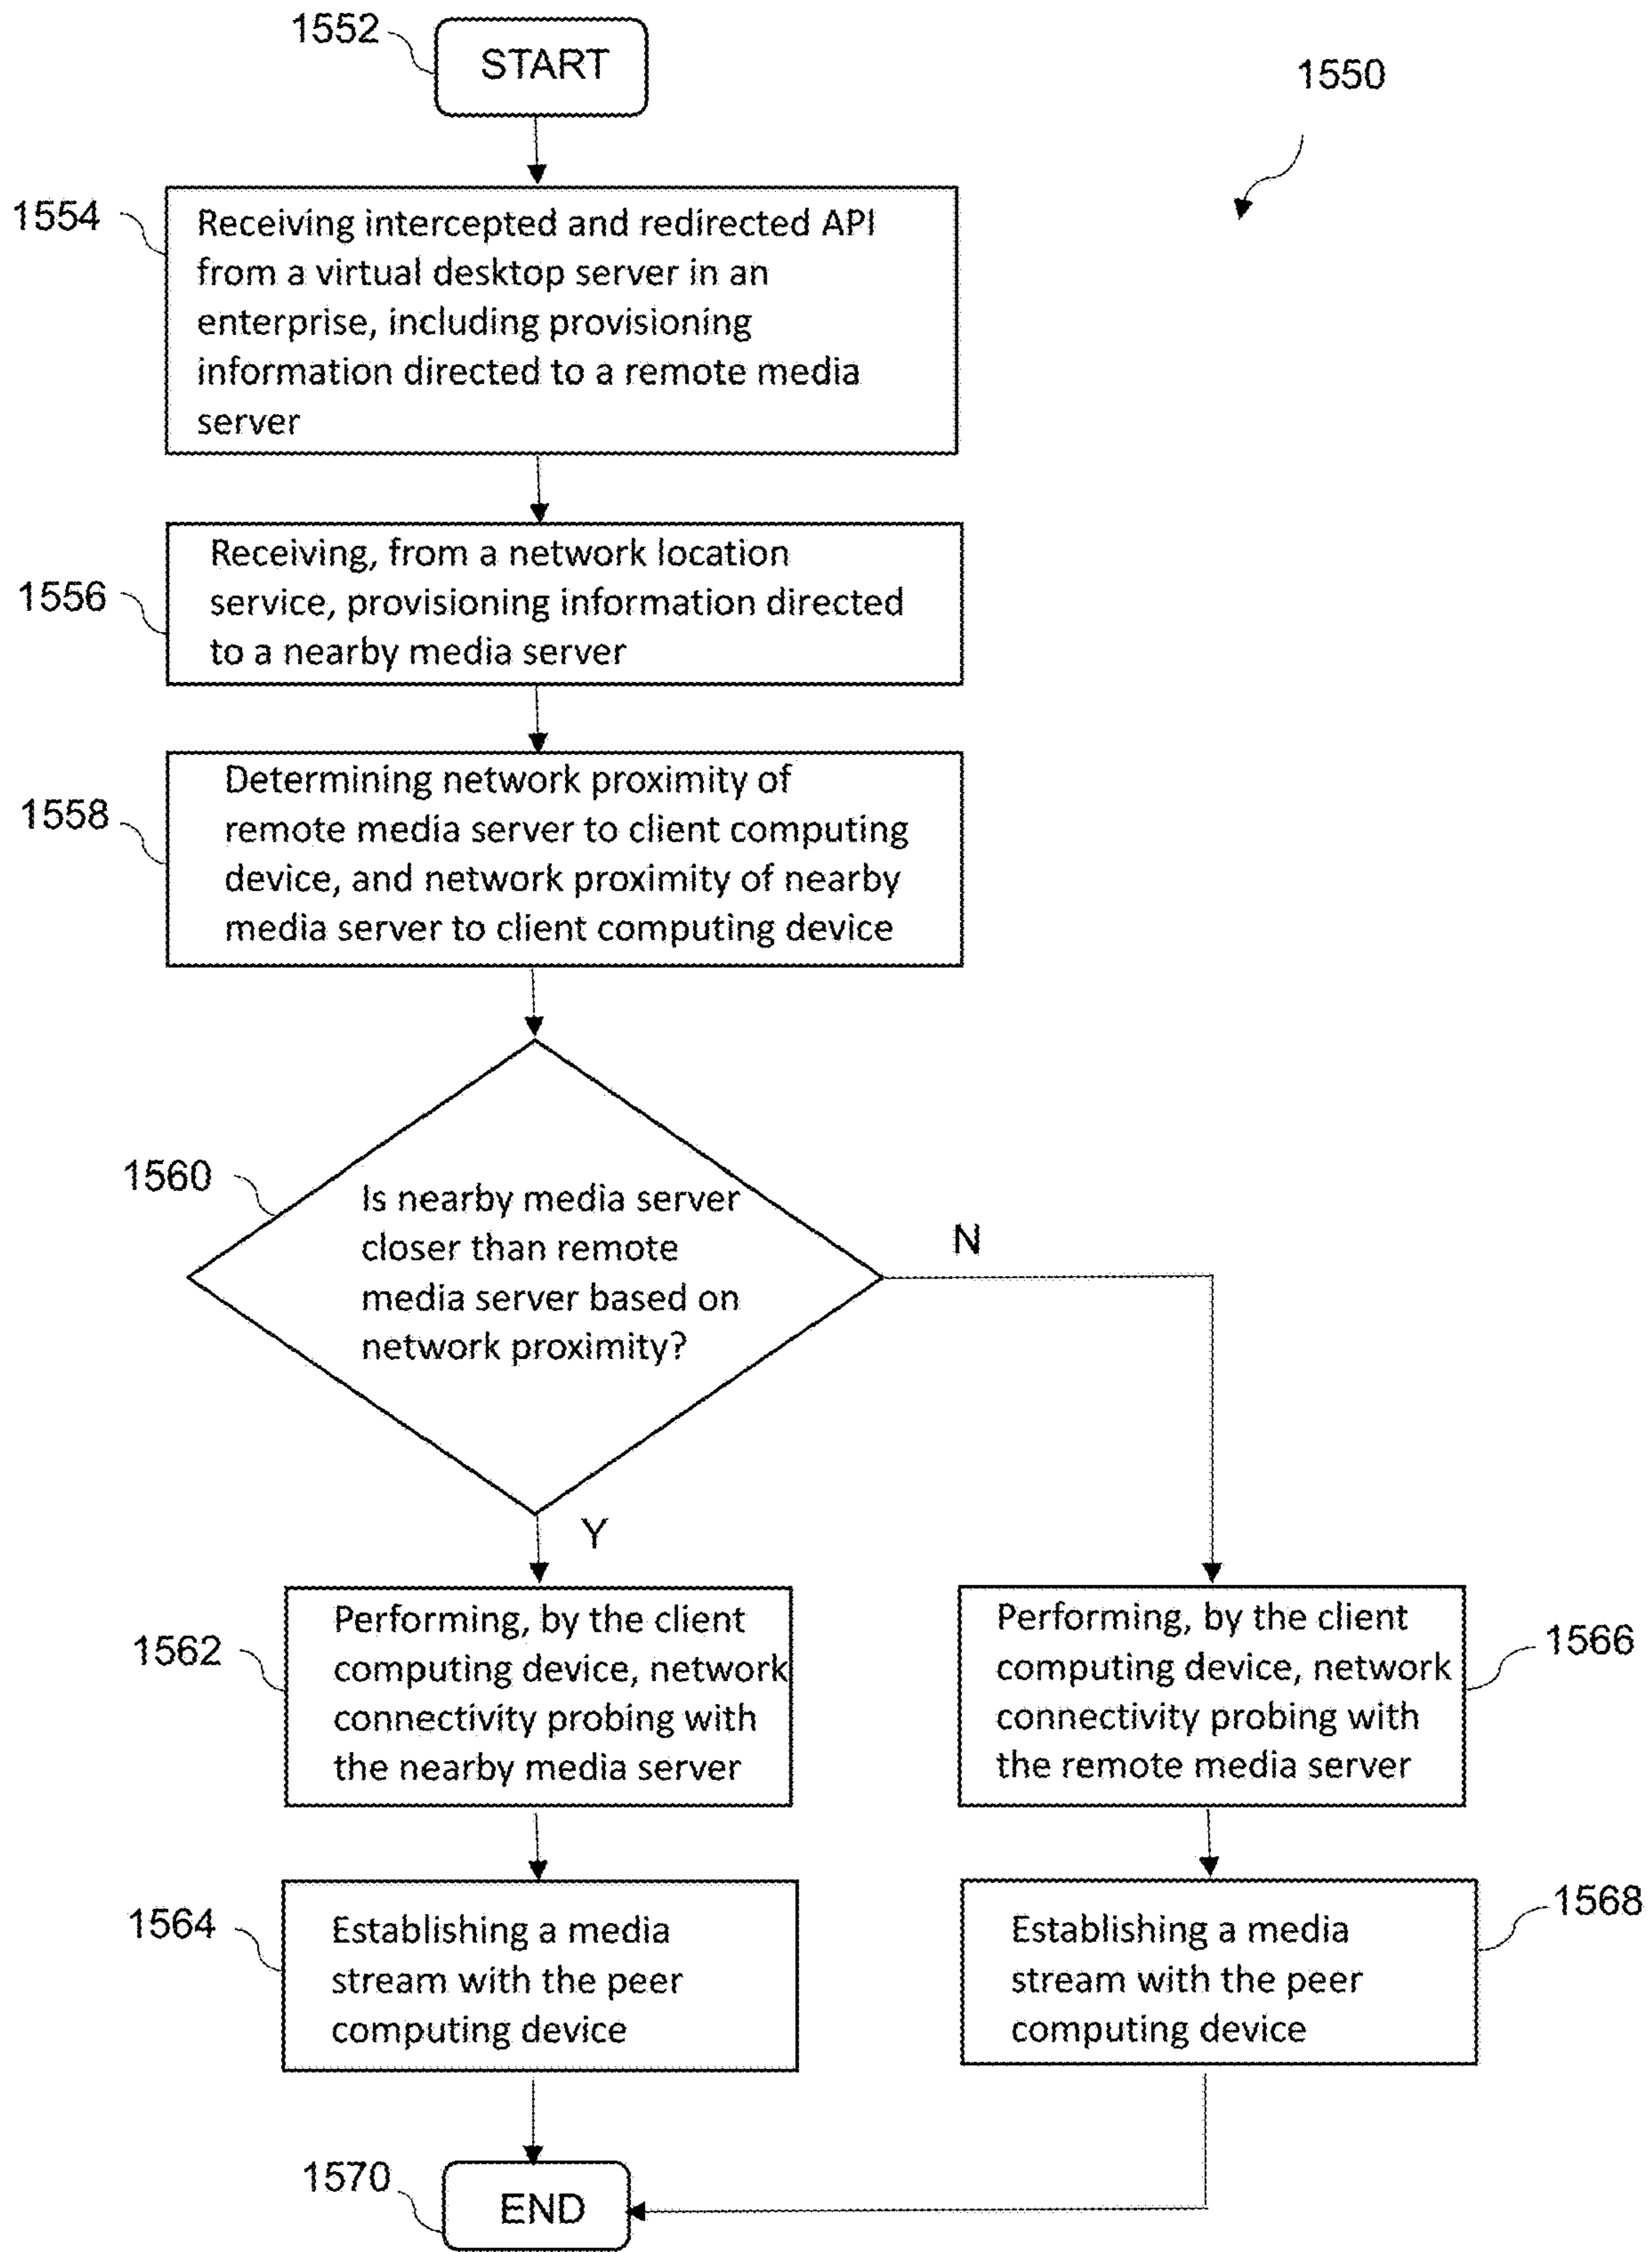 1552
START
1550
1554
Receiving intercepted and redirected API
from a virtual desktop server in an
enterprise, including provisioning
information directed to a remote media
server
1556
Receiving, from a network location
service, provisioning information directed
to a nearby media server
1558
Determining network proximity of
remote media server to client computing
device, and network proximity of nearby
media server to client computing device
1560
Is nearby media server
closer than remote
media server based on
network proximity?
N
Y
1562
Performing, by the client
computing device, network
connectivity probing with
the nearby media server
1566
Performing, by the client
computing device, network
connectivity probing with
the remote media server
1564
Establishing a media
stream with the peer
computing device
1568
Establishing a media
stream with the peer
computing device
1570
END